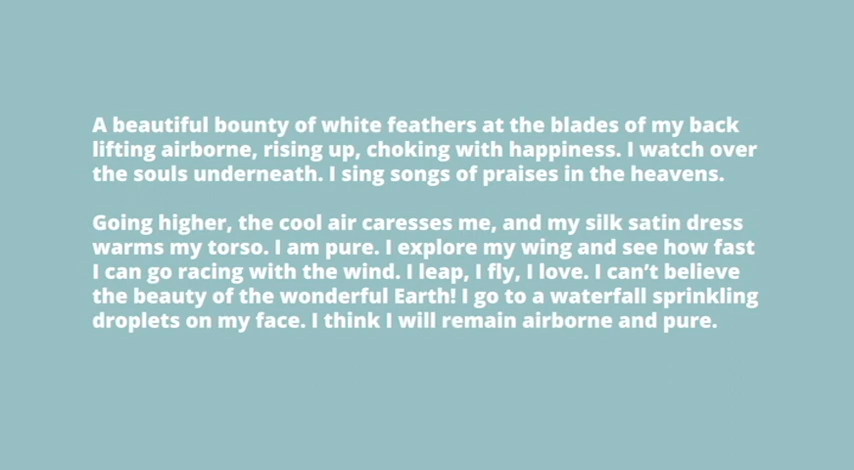 A beautiful bounty of white feathers at the blades of my back
lifting airborne, rising up, choking with happiness. I watch over
the souls underneath. I sing songs of praises in the heavens.
Going higher, the cool air caresses me, and my silk satin dress
warms my torso. I am pure. I explore my wing and see how fast
I can go racing with the wind. I leap, I fly, I love. I can’t believe
the beauty of the wonderful Earth! I go to a waterfall sprinkling
droplets on my face. I think I will remain airborne and pure.